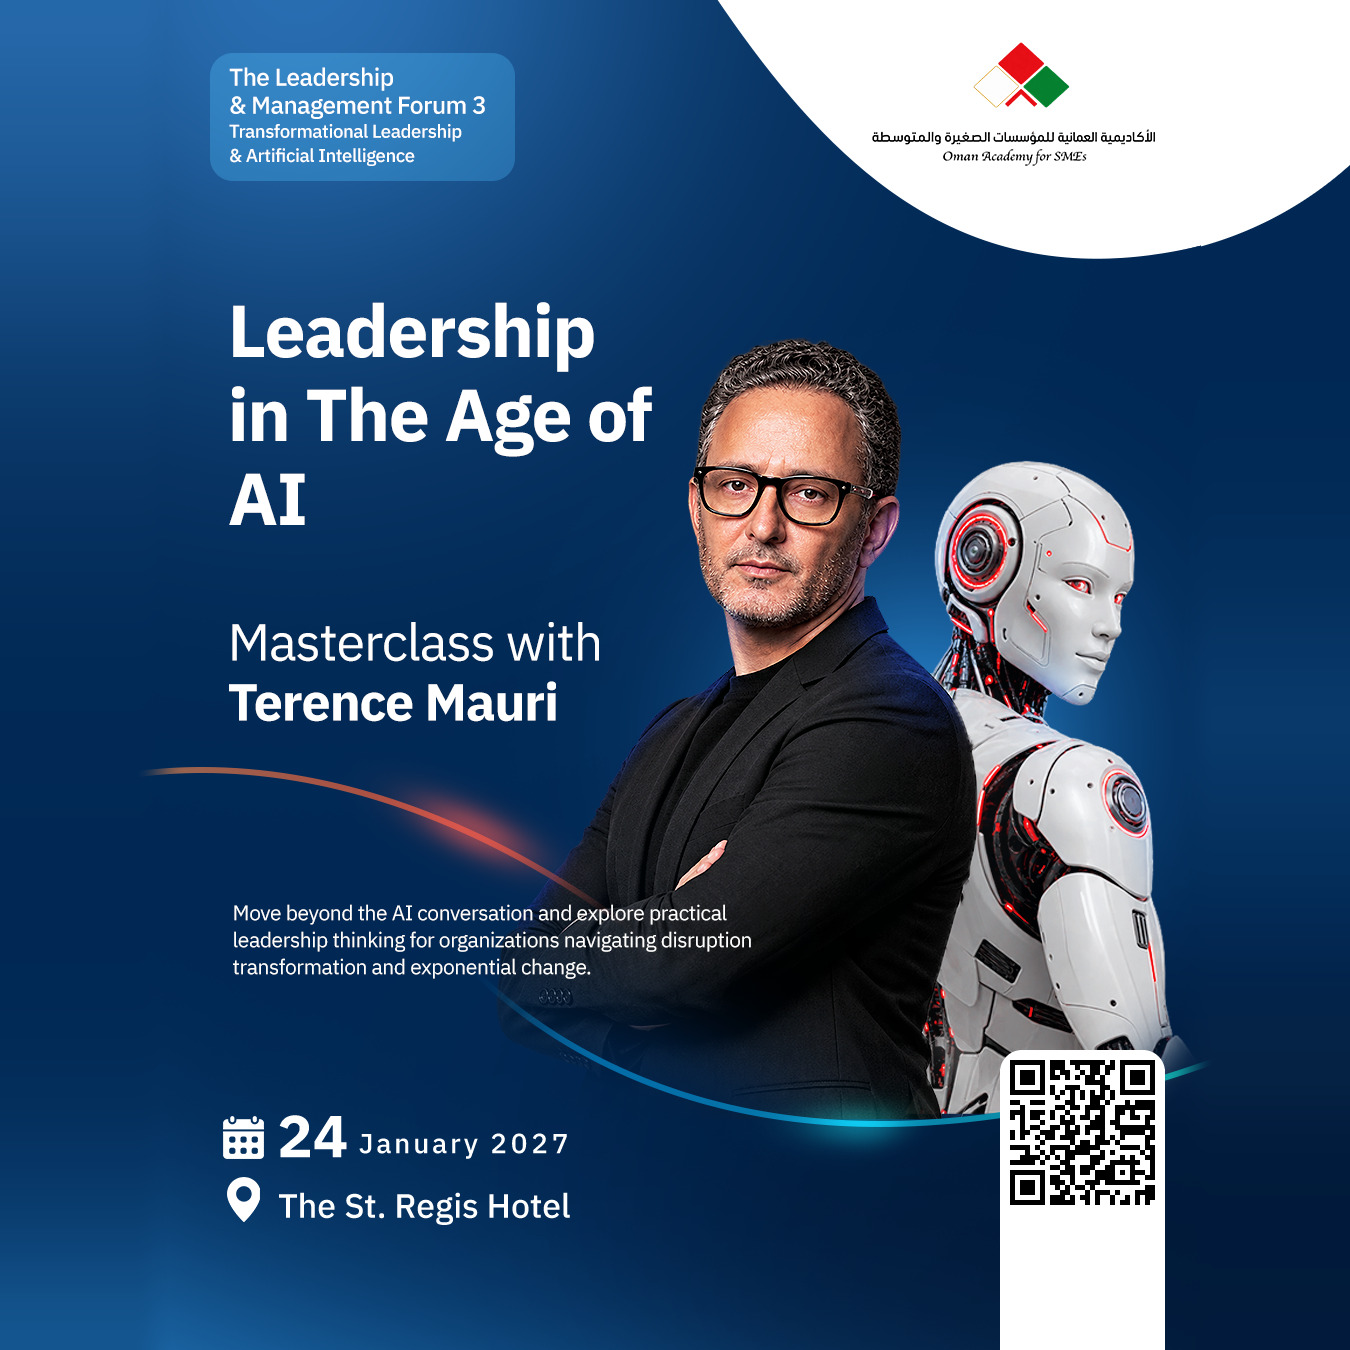 The Leadership
& Management Forum 3
Transformational Leadership
& Artificial Intelligence
الأكاديمية العمانية للمؤسسات الصغيرة والمتوسطة
Oman Academy for SMEs
Leadership
in The Age of
AI
Masterclass with
Terence Mauri
Move beyond the AI conversation and explore practical
leadership thinking for organizations navigating disruption
transformation and exponential change.
24 January 2027
The St. Regis Hotel